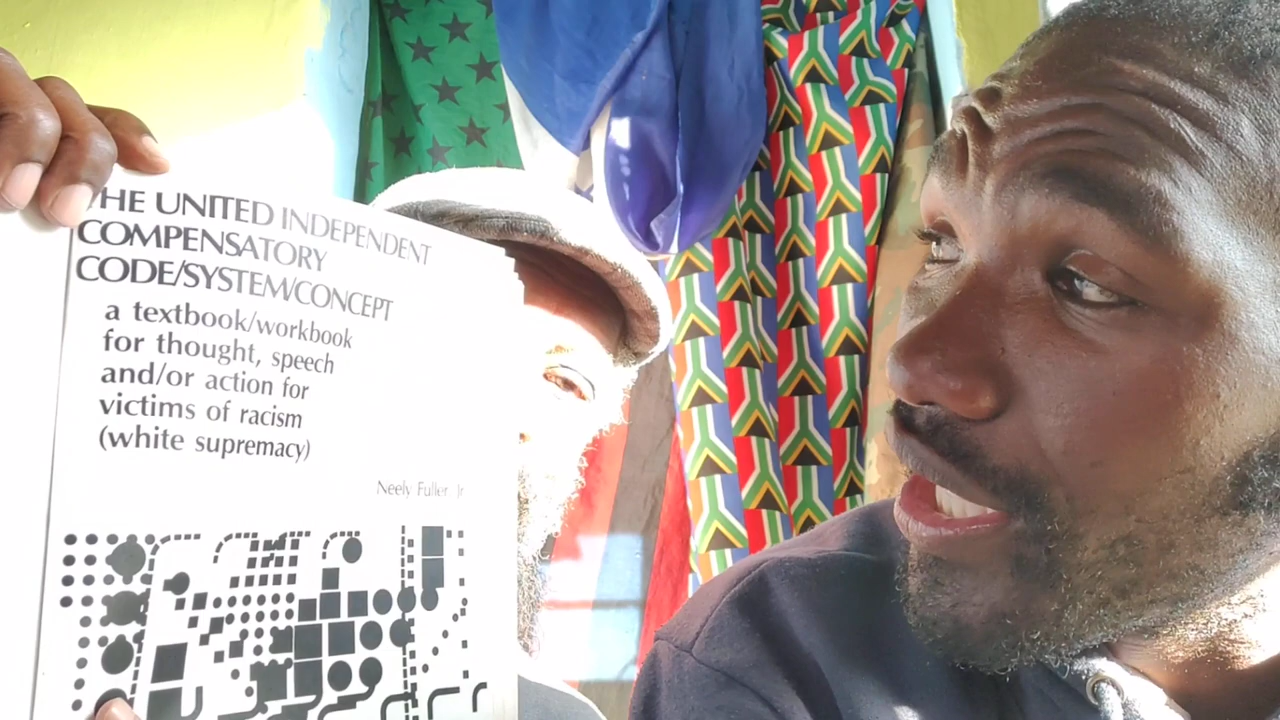 THE UNITED INDEPENDENT
COMPENSATORY
CODE/SYSTEM/CONCEPT
a textbook/workbook
for thought, speech
and/or action for
victims of racism
(white supremacy)
Neely Fuller Jr